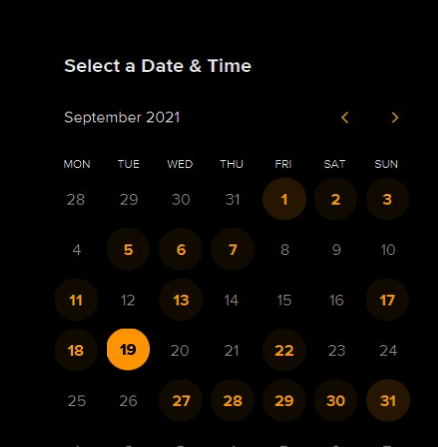 Select a Date & Time
September 2021
MON TUE WED THU FRI SAT SUN
28 29 30 31 1 2 3
4 5 6 7 8 9 10
11 12 13 14 15 16 17
18 19 20 21 22 23 24
25 26 27 28 29 30 31